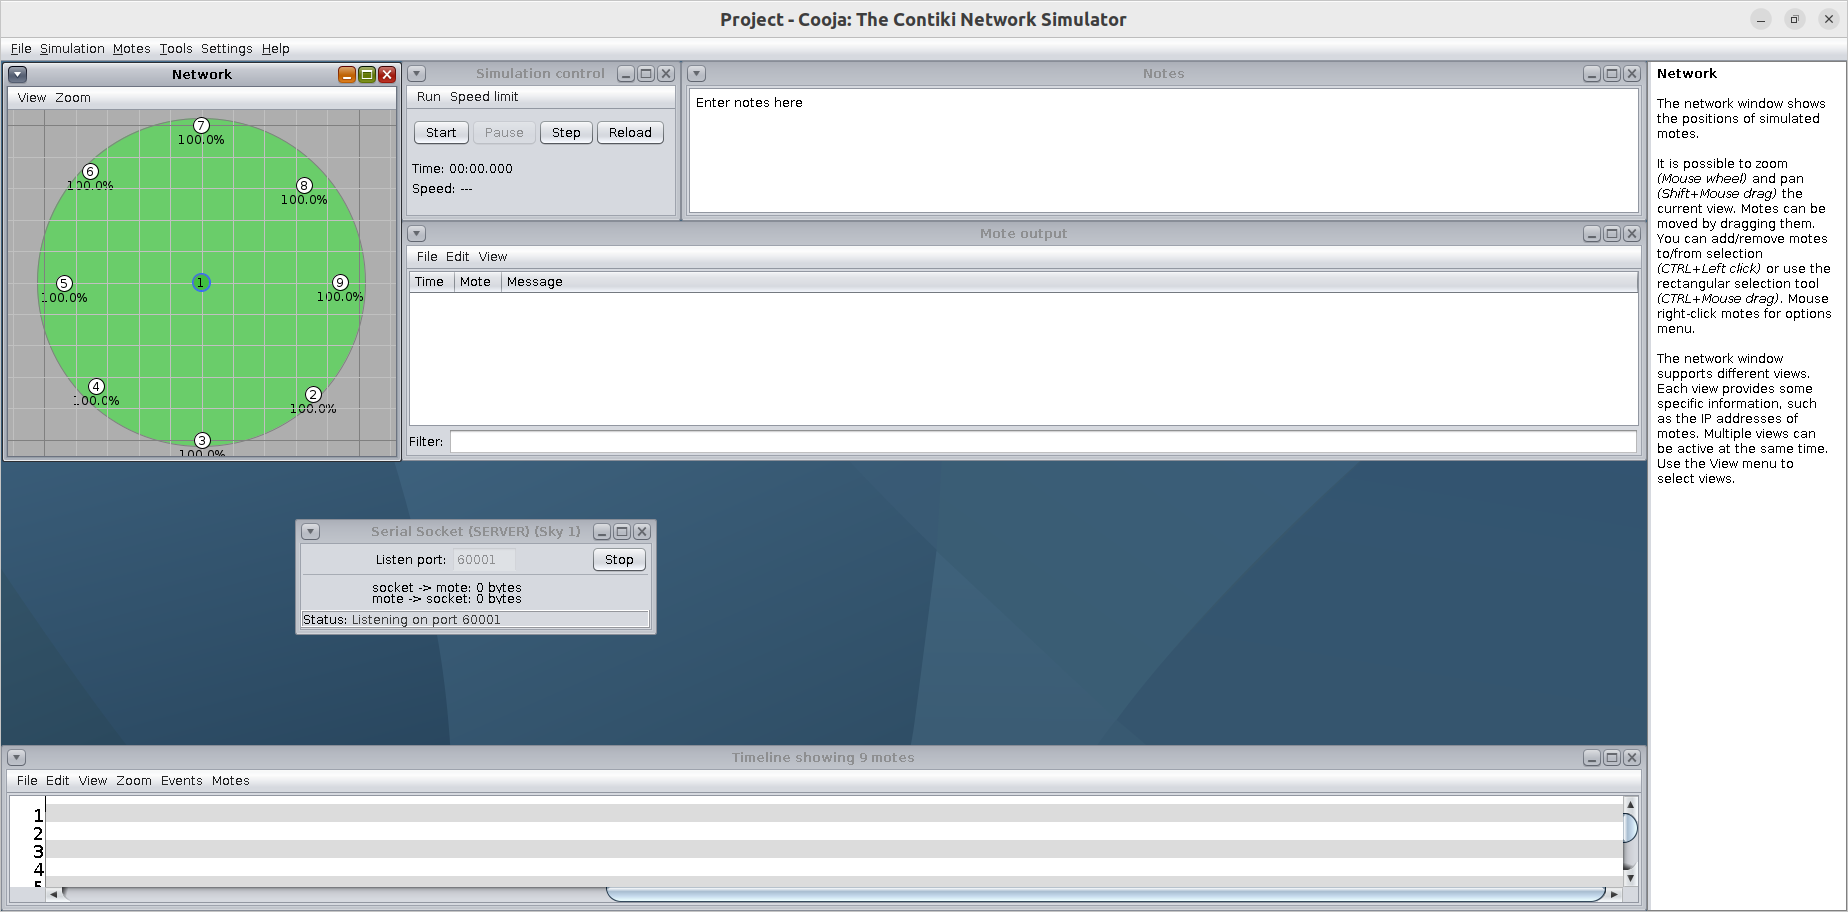 Project - Cooja: The Contiki Network Simulator
File Simulation Motes Tools Settings Help
Network
View Zoom
7
100.0%
6
100.0%
8
100.0%
5
100.0%
1
9
100.0%
4
100.0%
2
100.0%
3
100.0%
Simulation control
Run Speed limit
Start Pause Step Reload
Time: 00:00.000
Speed: ---
Notes
Enter notes here
Mote output
File Edit View
Time Mote Message
Filter:
Serial Socket (SERVER) (Sky 1)
Listen port: 60001 Stop
socket -> mote: 0 bytes
mote -> socket: 0 bytes
Status: Listening on port 60001
Timeline showing 9 motes
File Edit View Zoom Events Motes
1
2
3
4
5
Network
The network window shows
the positions of simulated
motes.
It is possible to zoom
(Mouse wheel) and pan
(Shift+Mouse drag) the
current view. Motes can be
moved by dragging them.
You can add/remove motes
to/from selection
(CTRL+Left click) or use the
rectangular selection tool
(CTRL+Mouse drag). Mouse
right-click motes for options
menu.
The network window
supports different views.
Each view provides some
specific information, such
as the IP addresses of
motes. Multiple views can
be active at the same time.
Use the View menu to
select views.